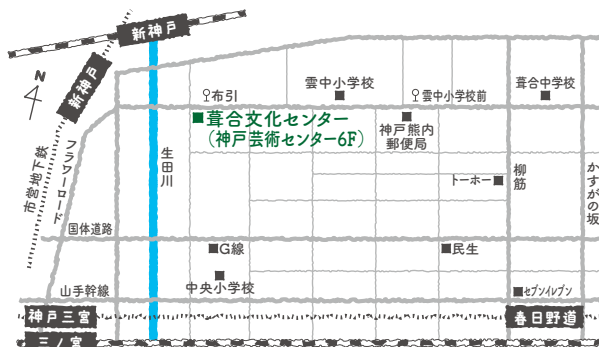 新神戸
新神戸
N
市営地下鉄
フラワーロード
生田川
布引
雲中小学校
雲中小学校前
葺合中学校
葺合文化センター
(神戸芸術センター6F)
神戸熊内
郵便局
トーホー
柳筋
かすがの坂
国体道路
G線
民生
中央小学校
山手幹線
セブンイレブン
神戸三宮
春日野道
三ノ宮